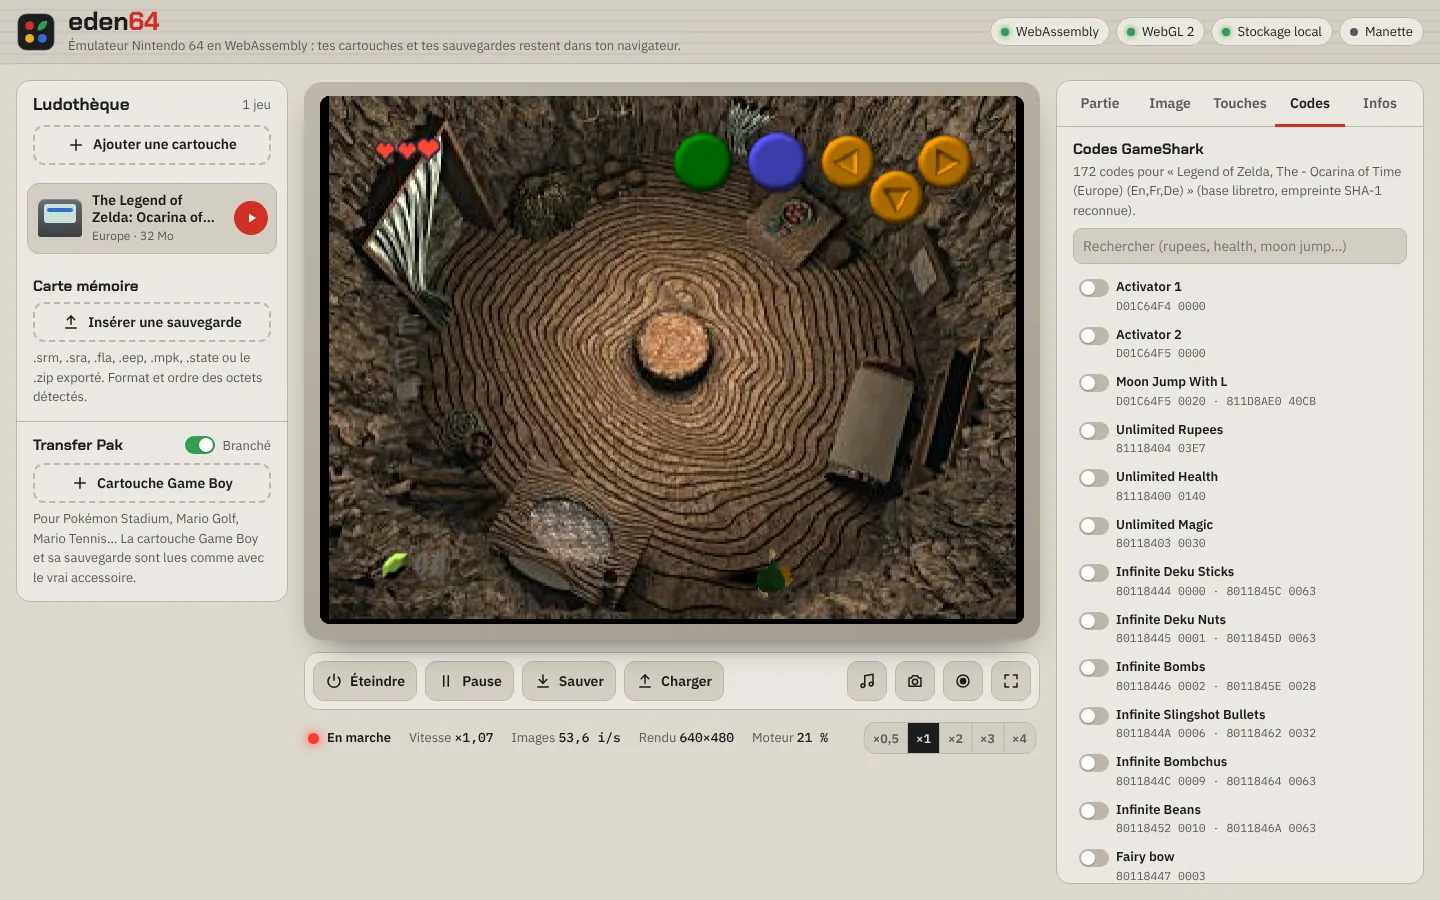 eden64
Émulateur Nintendo 64 en WebAssembly : tes cartouches et tes sauvegardes restent dans ton navigateur.
WebAssembly
WebGL 2
Stockage local
Manette
Ludothèque
1 jeu
Ajouter une cartouche
The Legend of
Zelda: Ocarina of...
Europe · 32 Mo
Carte mémoire
Insérer une sauvegarde
.srm, .sra, .fla, .eep, .mpk, .state ou le
.zip exporté. Format et ordre des octets
détectés.
Transfer Pak
Branché
Cartouche Game Boy
Pour Pokémon Stadium, Mario Golf,
Mario Tennis... La cartouche Game Boy
et sa sauvegarde sont lues comme avec
le vrai accessoire.
Éteindre
Pause
Sauver
Charger
En marche
Vitesse ×1,07
Images 53,6 i/s
Rendu 640×480
Moteur 21 %
×0,5
×1
×2
×3
×4
Partie
Image
Touches
Codes
Infos
Codes GameShark
172 codes pour « Legend of Zelda, The - Ocarina of Time
(Europe) (En,Fr,De) » (base libretro, empreinte SHA-1
reconnue).
Rechercher (rupees, health, moon jump...)
Activator 1
D01C64F4 0000
Activator 2
D01C64F5 0000
Moon Jump With L
D01C64F5 0020 · 811D8AE0 40CB
Unlimited Rupees
81118404 03E7
Unlimited Health
81118400 0140
Unlimited Magic
80118403 0030
Infinite Deku Sticks
80118444 0000 · 8011845C 0063
Infinite Deku Nuts
80118445 0001 · 8011845D 0063
Infinite Bombs
80118446 0002 · 8011845E 0028
Infinite Slingshot Bullets
8011844A 0006 · 80118462 0032
Infinite Bombchus
8011844C 0009 · 80118464 0063
Infinite Beans
80118452 0010 · 8011846A 0063
Fairy bow
80118447 0003